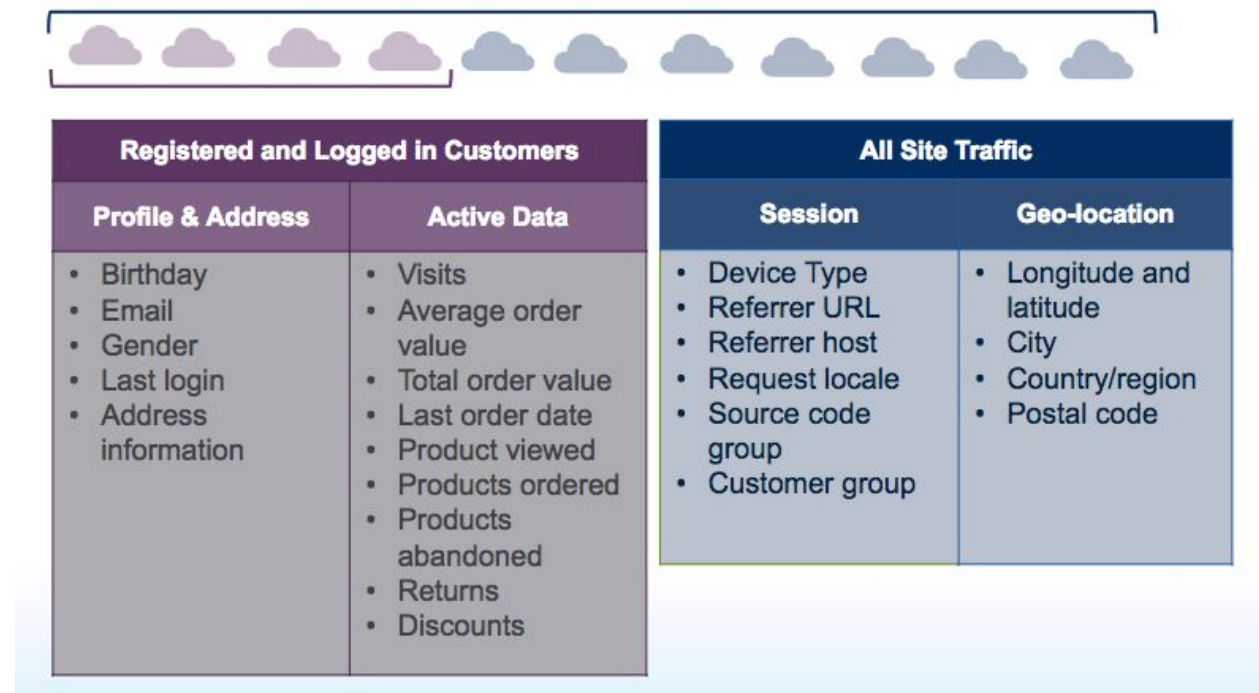 Registered and Logged in Customers
Profile & Address
• Birthday
• Email
• Gender
• Last login
• Address
information
Active Data
• Visits
• Average order
value
• Total order value
• Last order date
• Product viewed
• Products ordered
• Products
abandoned
• Returns
• Discounts
All Site Traffic
Session
• Device Type
• Referrer URL
• Referrer host
• Request locale
• Source code
group
• Customer group
Geo-location
• Longitude and
latitude
• City
• Country/region
• Postal code